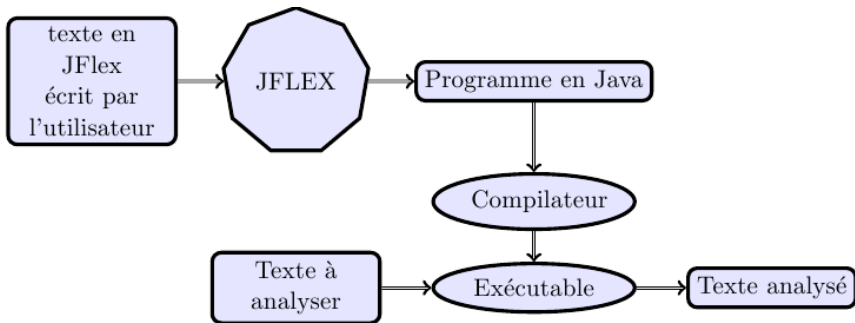 texte en
JFlex
écrit par
l'utilisateur
JFLEX
Programme en Java
Compilateur
Texte à
analyser
Exécutable
Texte analysé